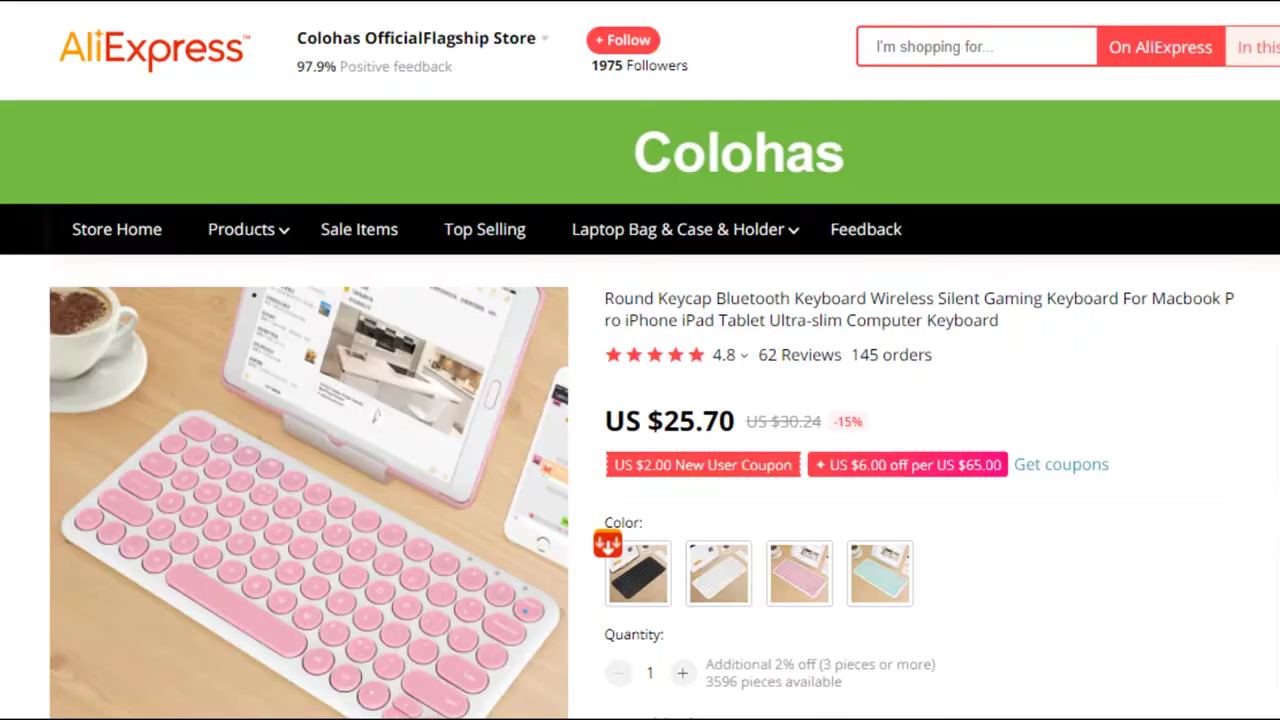 AliExpress™
Colohas OfficialFlagship Store
97.9% Positive feedback
+ Follow
1975 Followers
I'm shopping for...
On AliExpress
In this
Colohas
Store Home
Products
Sale Items
Top Selling
Laptop Bag & Case & Holder
Feedback
Round Keycap Bluetooth Keyboard Wireless Silent Gaming Keyboard For Macbook P
ro iPhone iPad Tablet Ultra-slim Computer Keyboard
4.8 62 Reviews 145 orders
US $25.70 US $30.24 -15%
US $2.00 New User Coupon
US $6.00 off per US $65.00
Get coupons
Color:
Quantity:
1
Additional 2% off (3 pieces or more)
3596 pieces available